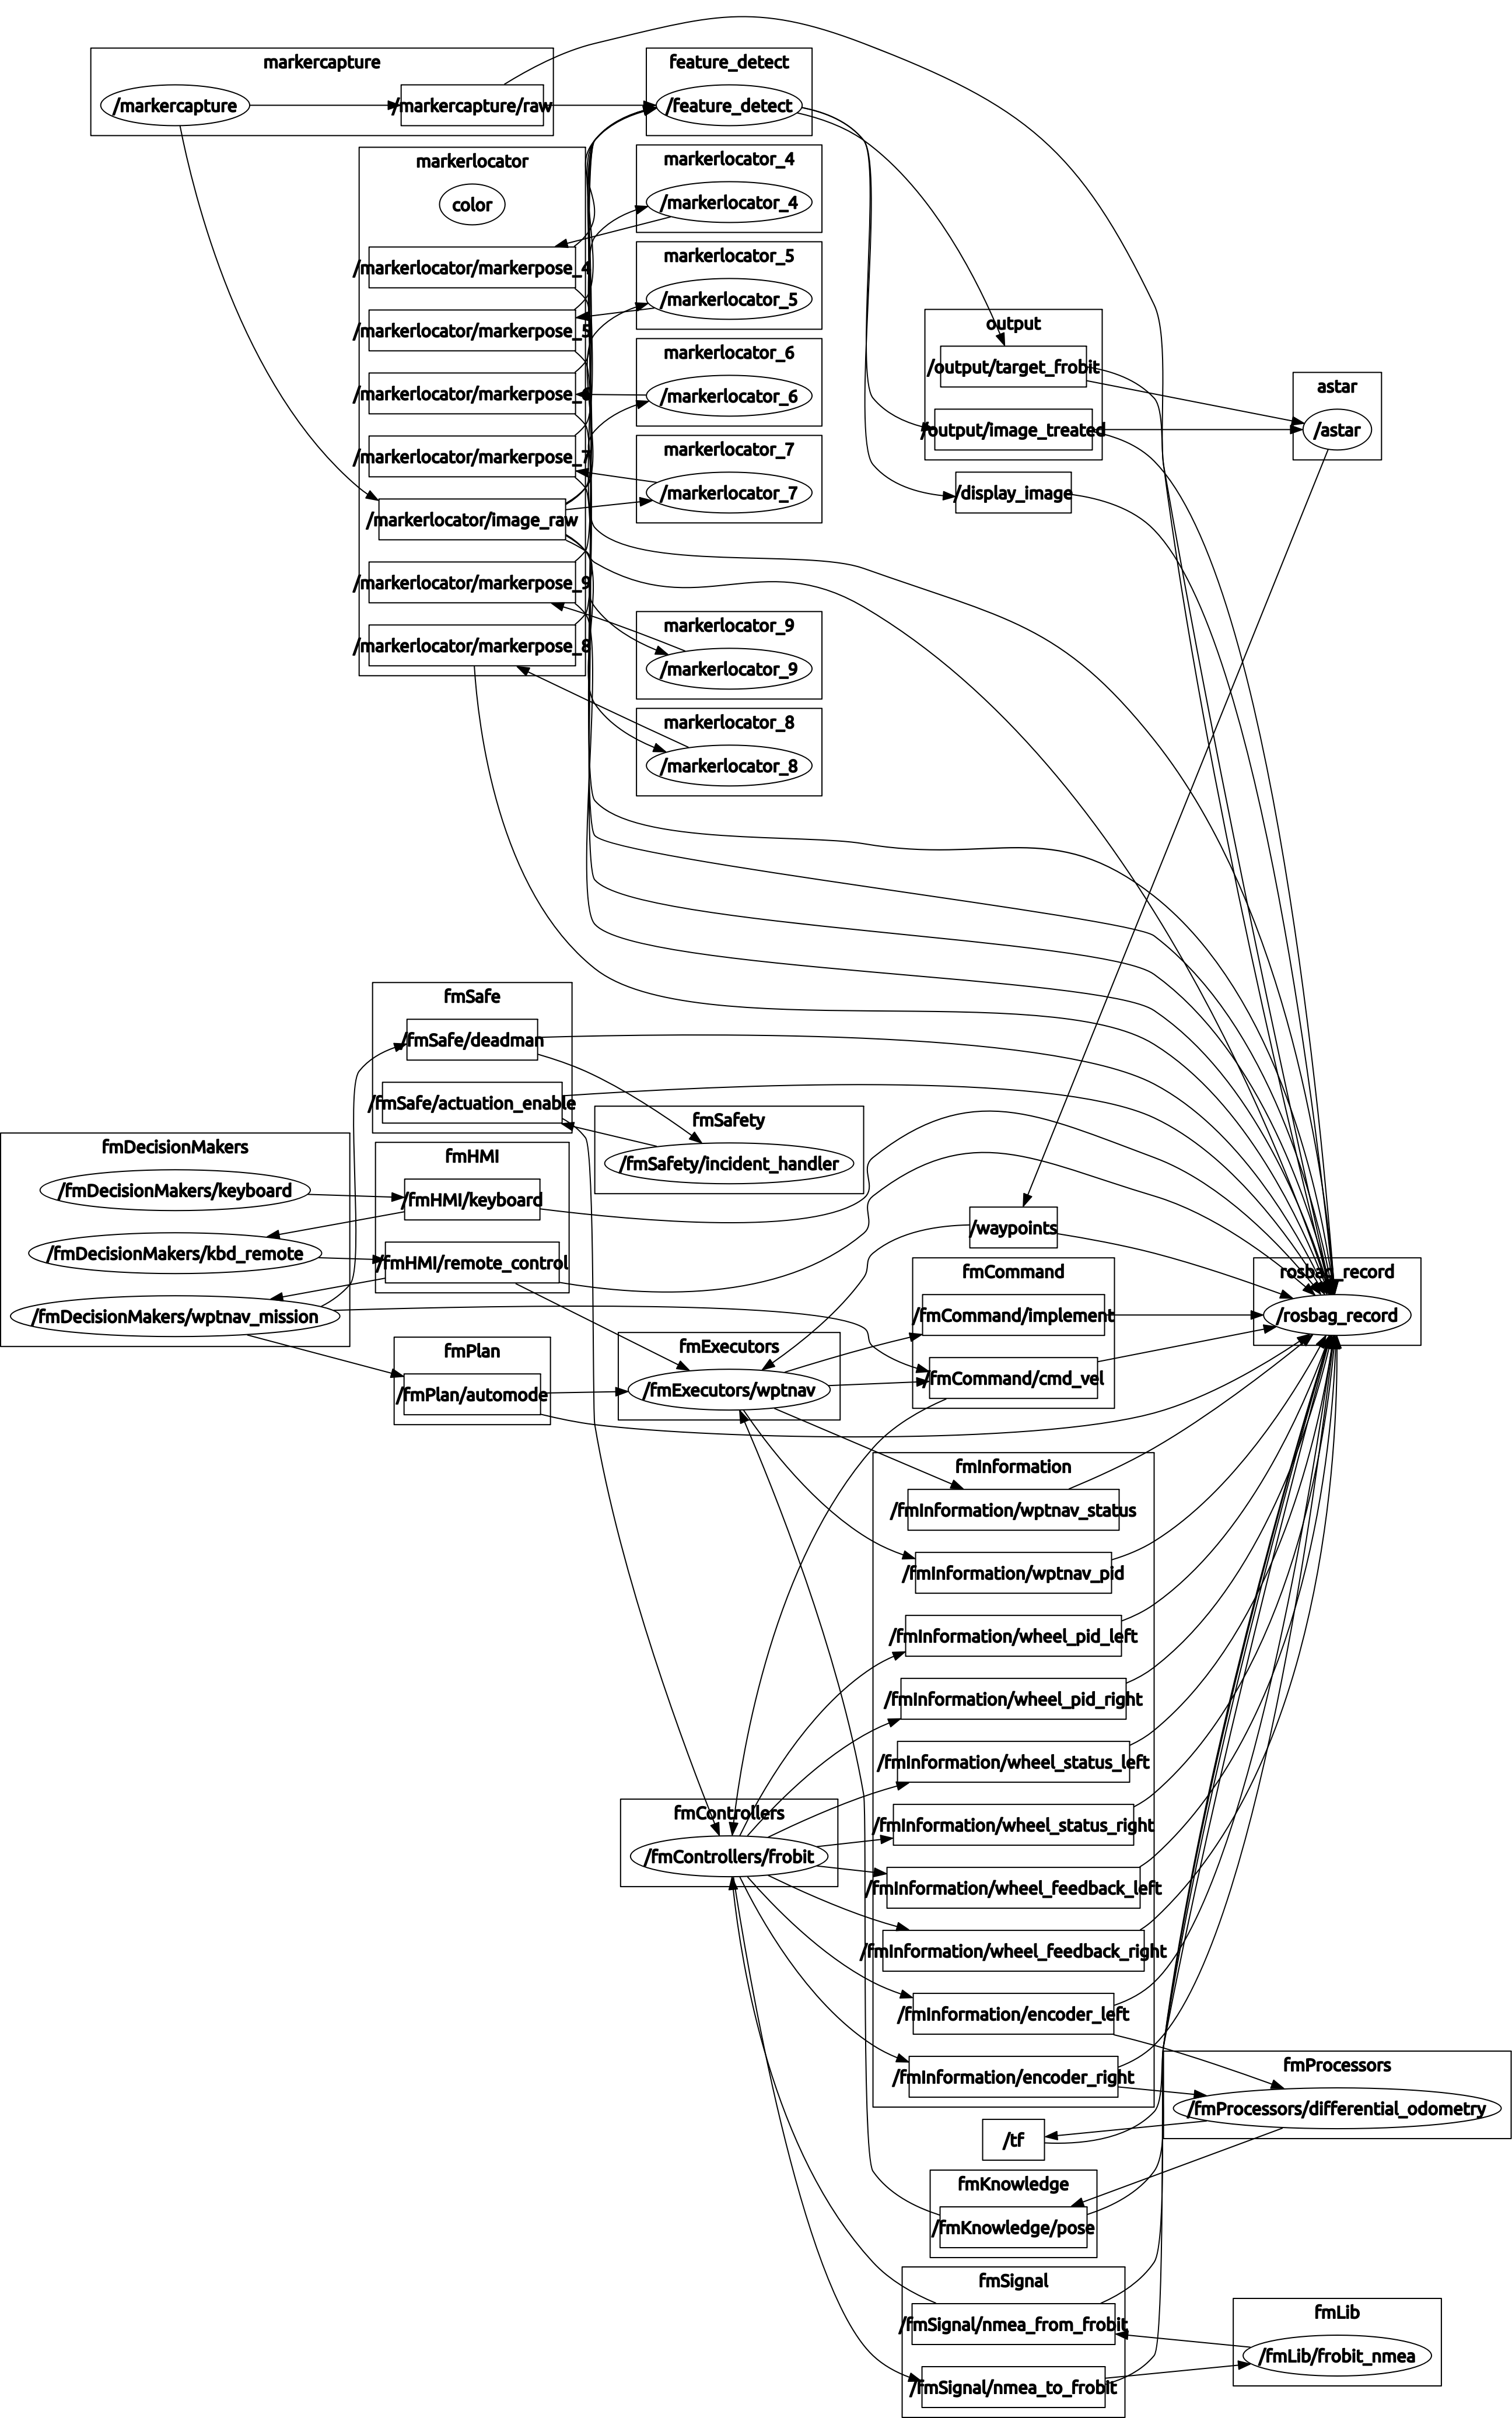 markercapture
/markercapture
/markercapture/raw
feature_detect
/feature_detect
markerlocator
color
/markerlocator/markerpose_4
/markerlocator/markerpose_5
/markerlocator/markerpose_
/markerlocator/markerpose_7
/markerlocator/image_raw
/markerlocator/markerpose_9
/markerlocator/markerpose_8
markerlocator_4
/markerlocator_4
markerlocator_5
/markerlocator_5
markerlocator_6
/markerlocator_6
markerlocator_7
/markerlocator_7
markerlocator_9
/markerlocator_9
markerlocator_8
/markerlocator_8
output
/output/target_frobit
/output/image_treated
/display_image
astar
/astar
fmSafe
/fmSafe/deadman
/fmSafe/actuation_enable
fmSafety
/fmSafety/incident_handler
fmDecisionMakers
/fmDecisionMakers/keyboard
/fmDecisionMakers/kbd_remote
/fmDecisionMakers/wptnav_mission
fmHMI
/fmHMI/keyboard
/fmHMI/remote_control
/waypoints
fmCommand
/fmCommand/implement
/fmCommand/cmd_vel
rosbag_record
/rosbag_record
fmPlan
/fmPlan/automode
fmExecutors
/fmExecutors/wptnav
fmInformation
/fmInformation/wptnav_status
/fmInformation/wptnav_pid
/fmInformation/wheel_pid_left
/fmInformation/wheel_pid_right
/fmInformation/wheel_status_left
/fmInformation/wheel_status_right
/fmInformation/wheel_feedback_left
/fmInformation/wheel_feedback_right
/fmInformation/encoder_left
/fmInformation/encoder_right
fmControllers
/fmControllers/frobit
fmProcessors
/fmProcessors/differential_odometry
/tf
fmKnowledge
/fmKnowledge/pose
fmSignal
/fmSignal/nmea_from_frobit
/fmSignal/nmea_to_frobit
fmLib
/fmLib/frobit_nmea